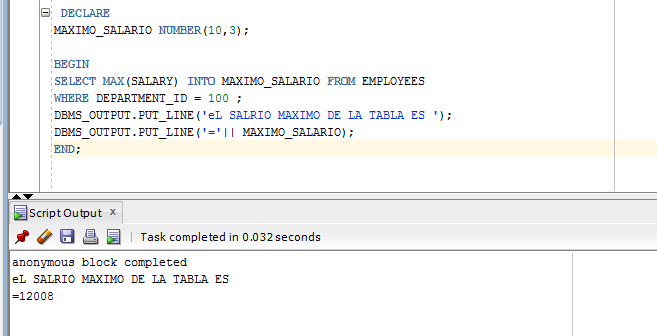 DECLARE
MAXIMO_SALARIO NUMBER(10,3);
BEGIN
SELECT MAX(SALARY) INTO MAXIMO_SALARIO FROM EMPLOYEES
WHERE DEPARTMENT_ID = 100 ;
DBMS_OUTPUT.PUT_LINE('eL SALRIO MAXIMO DE LA TABLA ES ');
DBMS_OUTPUT.PUT_LINE('='|| MAXIMO_SALARIO);
END;
Script Output x
Task completed in 0.032 seconds
anonymous block completed
eL SALRIO MAXIMO DE LA TABLA ES
=12008